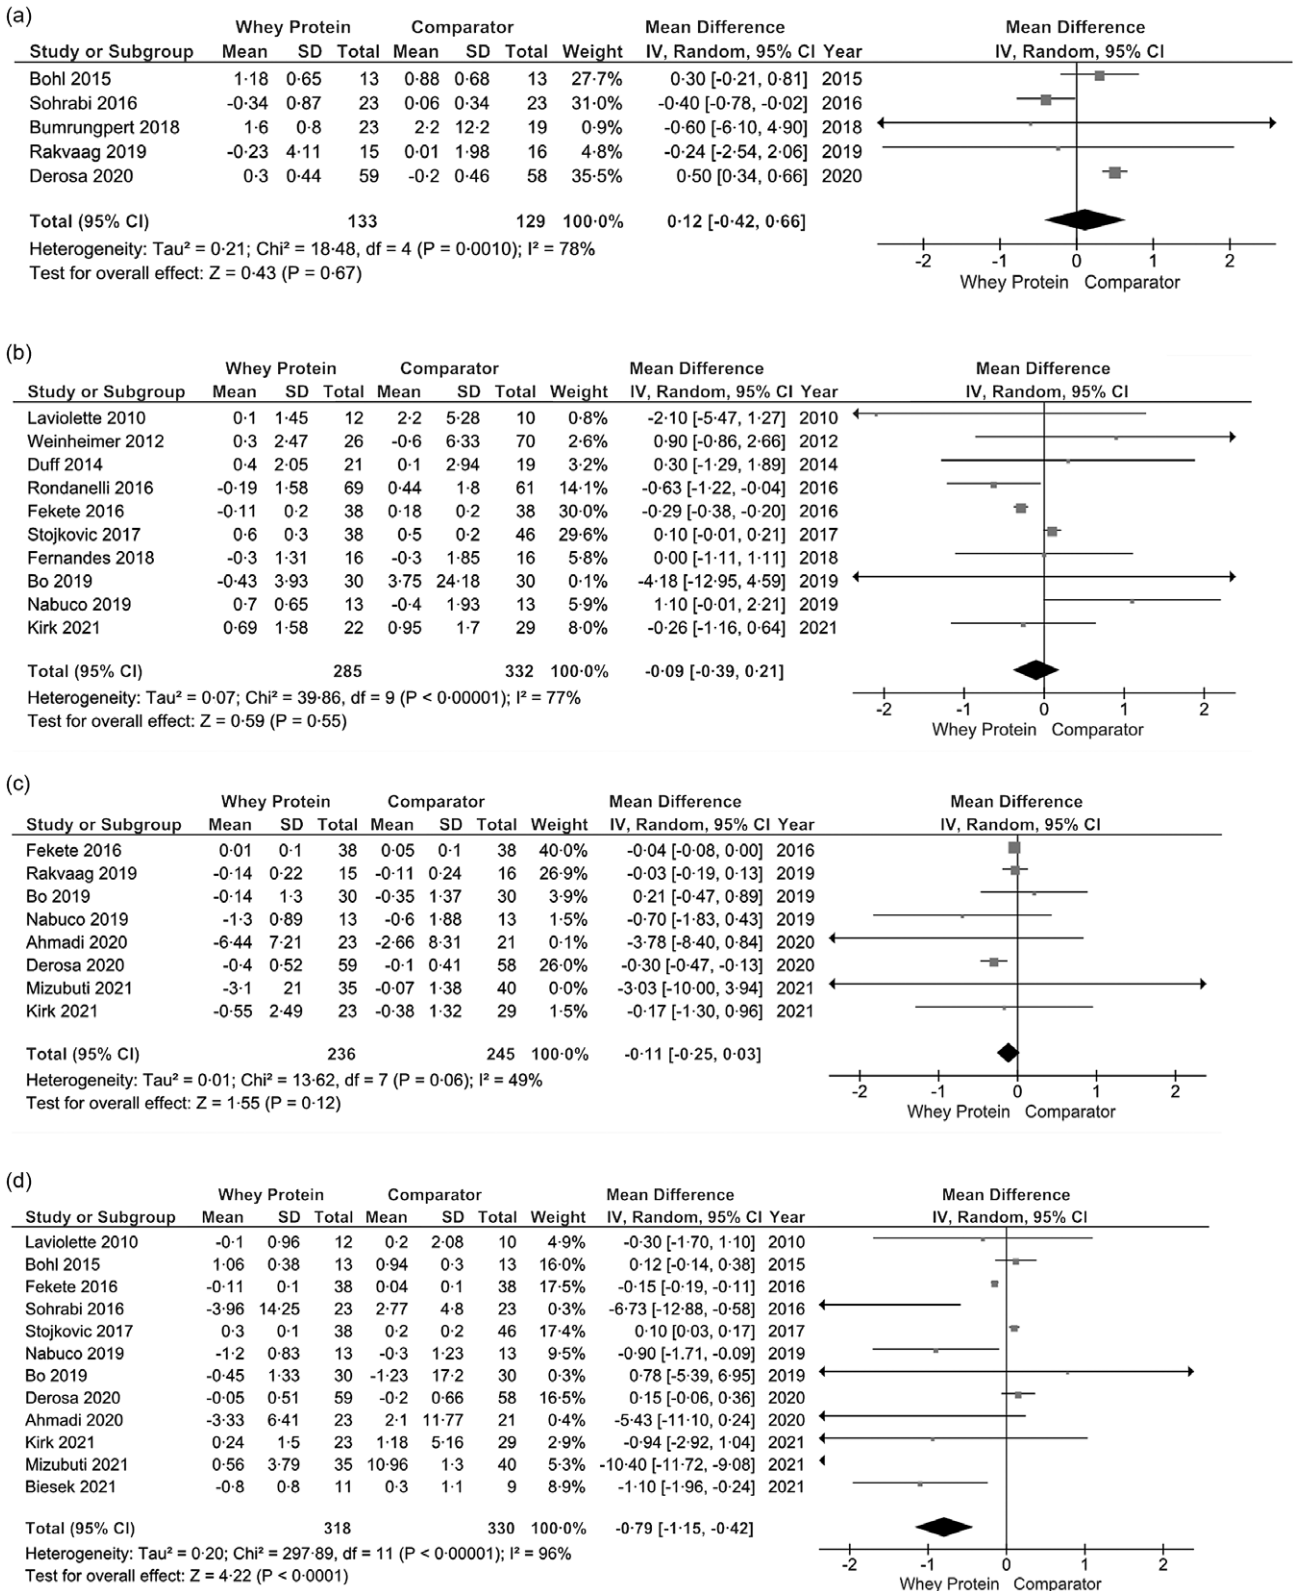 (a)
Whey Protein Comparator Mean Difference Mean Difference
Study or Subgroup Mean SD Total Mean SD Total Weight IV, Random, 95% CI Year IV, Random, 95% CI
Bohl 2015 1·18 0·65 13 0·88 0·68 13 27·7% 0·30 [-0·21, 0·81] 2015
Sohrabi 2016 -0·34 0·87 23 0·06 0·34 23 31·0% -0·40 [-0·78, -0·02] 2016
Bumrungpert 2018 1·6 0·8 23 2·2 12·2 19 0·9% -0·60 [-6·10, 4·90] 2018
Rakvaag 2019 -0·23 4·11 15 0·01 1·98 16 4·8% -0·24 [-2·54, 2·06] 2019
Derosa 2020 0·3 0·44 59 -0·2 0·46 58 35·5% 0·50 [0·34, 0·66] 2020
Total (95% CI) 133 129 100·0% 0·12 [-0·42, 0·66]
Heterogeneity: Tau² = 0·21; Chi² = 18·48, df = 4 (P = 0·0010); I² = 78%
Test for overall effect: Z = 0·43 (P = 0·67)
-2 -1 0 1 2
Whey Protein Comparator
(b)
Whey Protein Comparator Mean Difference Mean Difference
Study or Subgroup Mean SD Total Mean SD Total Weight IV, Random, 95% CI Year IV, Random, 95% CI
Laviolette 2010 0·1 1·45 12 2·2 5·28 10 0·8% -2·10 [-5·47, 1·27] 2010
Weinheimer 2012 0·3 2·47 26 -0·6 6·33 70 2·6% 0·90 [-0·86, 2·66] 2012
Duff 2014 0·4 2·05 21 0·1 2·94 19 3·2% 0·30 [-1·29, 1·89] 2014
Rondanelli 2016 -0·19 1·58 69 0·44 1·8 61 14·1% -0·63 [-1·22, -0·04] 2016
Fekete 2016 -0·11 0·2 38 0·18 0·2 38 30·0% -0·29 [-0·38, -0·20] 2016
Stojkovic 2017 0·6 0·3 38 0·5 0·2 46 29·6% 0·10 [-0·01, 0·21] 2017
Fernandes 2018 -0·3 1·31 16 -0·3 1·85 16 5·8% 0·00 [-1·11, 1·11] 2018
Bo 2019 -0·43 3·93 30 3·75 24·18 30 0·1% -4·18 [-12·95, 4·59] 2019
Nabuco 2019 0·7 0·65 13 -0·4 1·93 13 5·9% 1·10 [-0·01, 2·21] 2019
Kirk 2021 0·69 1·58 22 0·95 1·7 29 8·0% -0·26 [-1·16, 0·64] 2021
Total (95% CI) 285 332 100·0% -0·09 [-0·39, 0·21]
Heterogeneity: Tau² = 0·07; Chi² = 39·86, df = 9 (P < 0·00001); I² = 77%
Test for overall effect: Z = 0·59 (P = 0·55)
-2 -1 0 1 2
Whey Protein Comparator
(c)
Whey Protein Comparator Mean Difference Mean Difference
Study or Subgroup Mean SD Total Mean SD Total Weight IV, Random, 95% CI Year IV, Random, 95% CI
Fekete 2016 0·01 0·1 38 0·05 0·1 38 40·0% -0·04 [-0·08, 0·00] 2016
Rakvaag 2019 -0·14 0·22 15 -0·11 0·24 16 26·9% -0·03 [-0·19, 0·13] 2019
Bo 2019 -0·14 1·3 30 -0·35 1·37 30 3·9% 0·21 [-0·47, 0·89] 2019
Nabuco 2019 -1·3 0·89 13 -0·6 1·88 13 1·5% -0·70 [-1·83, 0·43] 2019
Ahmadi 2020 -6·44 7·21 23 -2·66 8·31 21 0·1% -3·78 [-8·40, 0·84] 2020
Derosa 2020 -0·4 0·52 59 -0·1 0·41 58 26·0% -0·30 [-0·47, -0·13] 2020
Mizubuti 2021 -3·1 21 35 -0·07 1·38 40 0·0% -3·03 [-10·00, 3·94] 2021
Kirk 2021 -0·55 2·49 23 -0·38 1·32 29 1·5% -0·17 [-1·30, 0·96] 2021
Total (95% CI) 236 245 100·0% -0·11 [-0·25, 0·03]
Heterogeneity: Tau² = 0·01; Chi² = 13·62, df = 7 (P = 0·06); I² = 49%
Test for overall effect: Z = 1·55 (P = 0·12)
-2 -1 0 1 2
Whey Protein Comparator
(d)
Whey Protein Comparator Mean Difference Mean Difference
Study or Subgroup Mean SD Total Mean SD Total Weight IV, Random, 95% CI Year IV, Random, 95% CI
Laviolette 2010 -0·1 0·96 12 0·2 2·08 10 4·9% -0·30 [-1·70, 1·10] 2010
Bohl 2015 1·06 0·38 13 0·94 0·3 13 16·0% 0·12 [-0·14, 0·38] 2015
Fekete 2016 -0·11 0·1 38 0·04 0·1 38 17·5% -0·15 [-0·19, -0·11] 2016
Sohrabi 2016 -3·96 14·25 23 2·77 4·8 23 0·3% -6·73 [-12·88, -0·58] 2016
Stojkovic 2017 0·3 0·1 38 0·2 0·2 46 17·4% 0·10 [0·03, 0·17] 2017
Nabuco 2019 -1·2 0·83 13 -0·3 1·23 13 9·5% -0·90 [-1·71, -0·09] 2019
Bo 2019 -0·45 1·33 30 -1·23 17·2 30 0·3% 0·78 [-5·39, 6·95] 2019
Derosa 2020 -0·05 0·51 59 -0·2 0·66 58 16·5% 0·15 [-0·06, 0·36] 2020
Ahmadi 2020 -3·33 6·41 23 2·1 11·77 21 0·4% -5·43 [-11·10, 0·24] 2020
Kirk 2021 0·24 1·5 23 1·18 5·16 29 2·9% -0·94 [-2·92, 1·04] 2021
Mizubuti 2021 0·56 3·79 35 10·96 1·3 40 5·3% -10·40 [-11·72, -9·08] 2021
Biesek 2021 -0·8 0·8 11 0·3 1·1 9 8·9% -1·10 [-1·96, -0·24] 2021
Total (95% CI) 318 330 100·0% -0·79 [-1·15, -0·42]
Heterogeneity: Tau² = 0·20; Chi² = 297·89, df = 11 (P < 0·00001); I² = 96%
Test for overall effect: Z = 4·22 (P < 0·0001)
-2 -1 0 1 2
Whey Protein Comparator